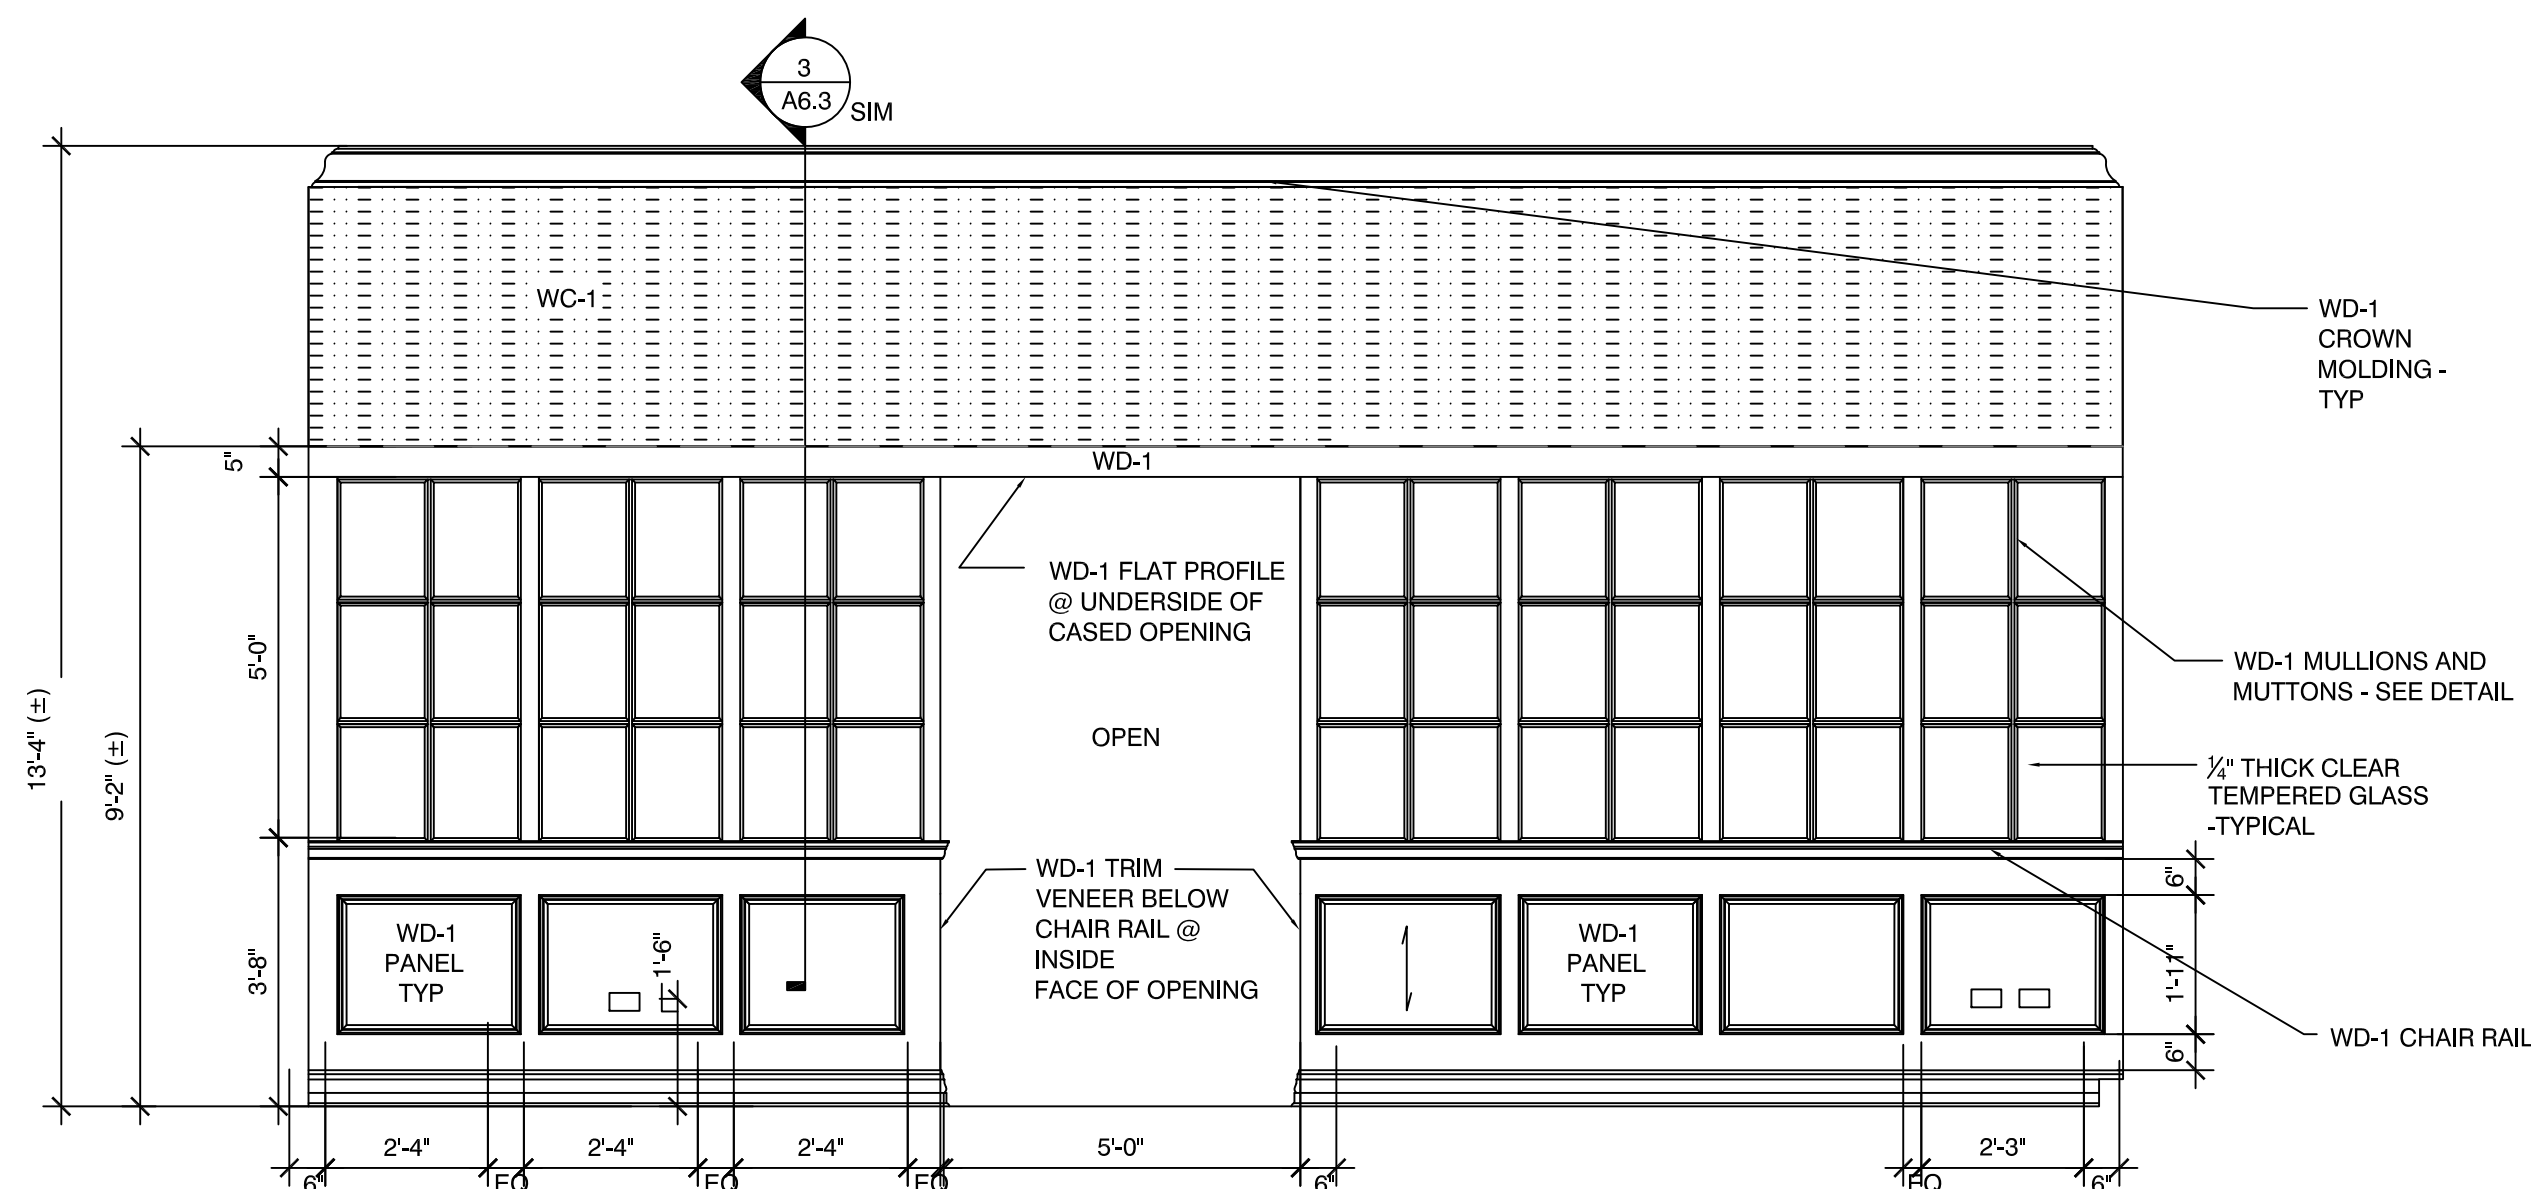 3
A6.3
SIM
WC-1
WD-1
CROWN
MOLDING -
TYP
5"
WD-1
WD-1 FLAT PROFILE
@ UNDERSIDE OF
CASED OPENING
5'-0"
13'-4" (±)
9'-2" (±)
WD-1 MULLIONS AND
MUTTONS - SEE DETAIL
OPEN
¼" THICK CLEAR
TEMPERED GLASS
-TYPICAL
WD-1 TRIM
VENEER BELOW
CHAIR RAIL @
INSIDE
FACE OF OPENING
6"
WD-1
PANEL
TYP
1'-6"
WD-1
PANEL
TYP
3'-8"
1'-11"
WD-1 CHAIR RAIL
6"
2'-4"
2'-4"
2'-4"
5'-0"
2'-3"
6"
EQ
EQ
EQ
6"
EQ
6"